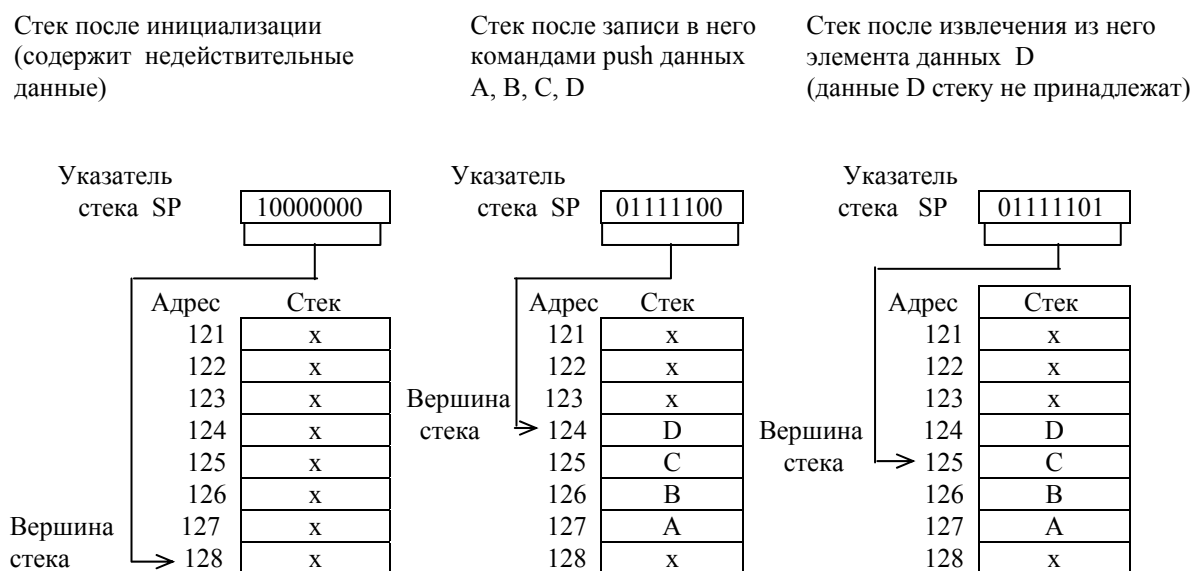 Стек после инициализации
(содержит недействительные
данные)
Стек после записи в него
командами push данных
A, B, C, D
Стек после извлечения из него
элемента данных D
(данные D стеку не принадлежат)
Указатель
стека SP
10000000
Адрес Стек
121 x
122 x
123 x
124 x
125 x
126 x
127 x
128 x
Вершина
стека
Указатель
стека SP
01111100
Адрес Стек
121 x
122 x
123 x
124 D
125 C
126 B
127 A
128 x
Вершина
стека
Указатель
стека SP
01111101
Адрес Стек
121 x
122 x
123 x
124 D
125 C
126 B
127 A
128 x
Вершина
стека